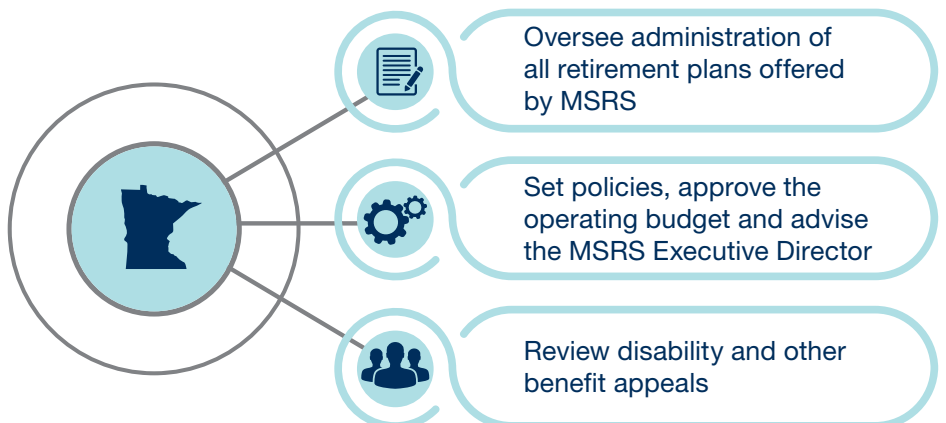 Oversee administration of
all retirement plans offered
by MSRS
Set policies, approve the
operating budget and advise
the MSRS Executive Director
Review disability and other
benefit appeals